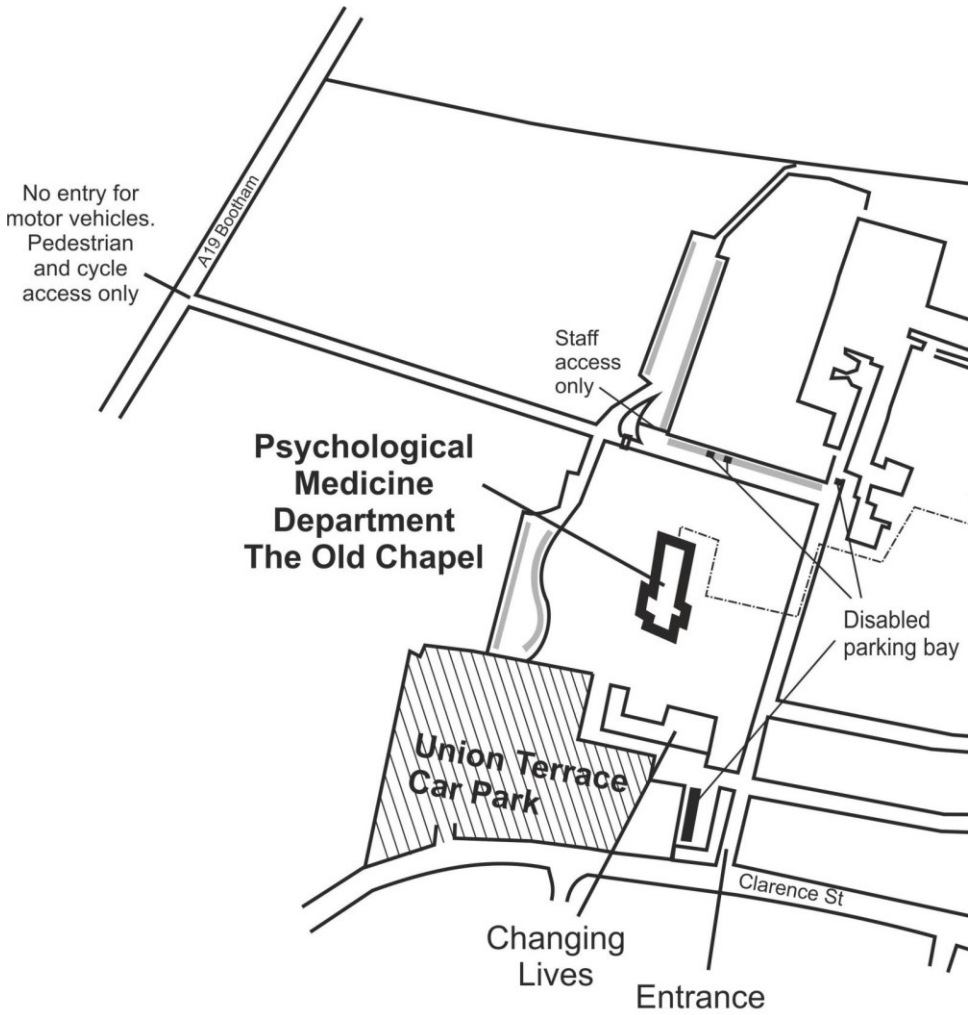 No entry for
motor vehicles.
Pedestrian
and cycle
access only
A19 Bootham
Staff
access
only
Psychological
Medicine
Department
The Old Chapel
Disabled
parking bay
Union Terrace
Car Park
Clarence St
Changing
Lives
Entrance